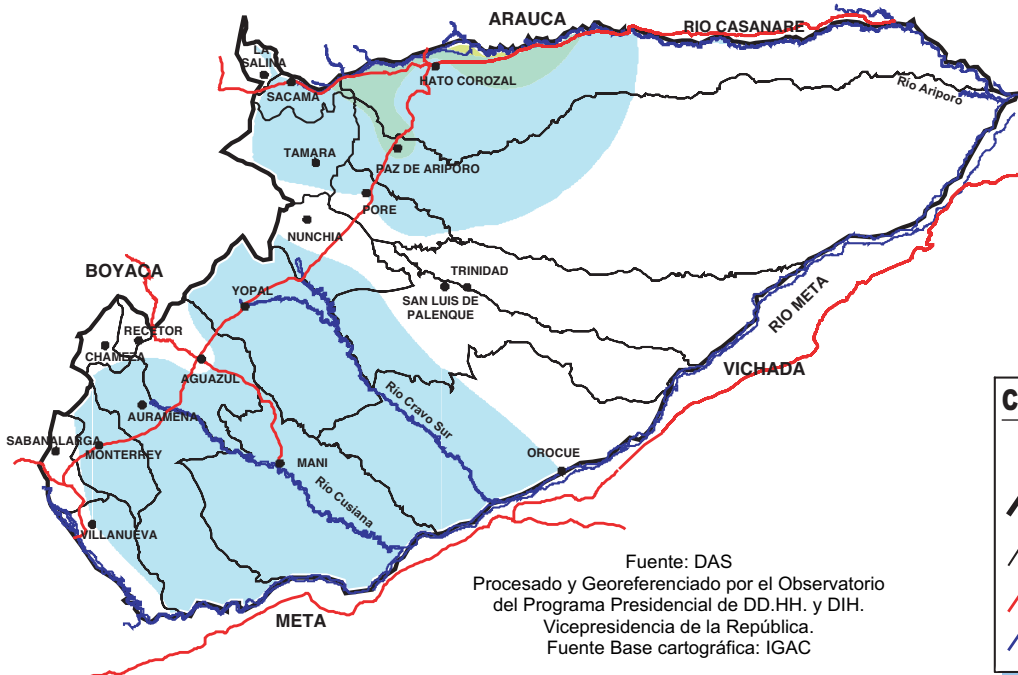 ARAUCA
RIO CASANARE
LA
SALINA
SACAMA
HATO COROZAL
Río Ariporo
TAMARA
PAZ DE ARIPORO
PORE
NUNCHIA
BOYACA
YOPAL
TRINIDAD
SAN LUIS DE
PALENQUE
RIO META
RECETOR
CHAMEZA
AGUAZUL
VICHADA
AURAMENA
Río Cravo Sur
SABANALARGA
MONTERREY
MANI
OROCUE
Río Cusiana
VILLANUEVA
META
Fuente: DAS
Procesado y Georeferenciado por el Observatorio
del Programa Presidencial de DD.HH. y DIH.
Vicepresidencia de la República.
Fuente Base cartográfica: IGAC
C